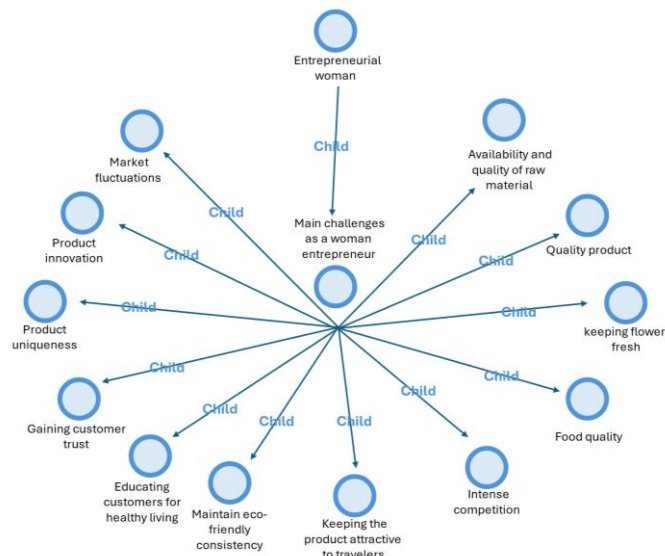 Entrepreneurial
woman
Child
Availability and
quality of raw
material
Market
fluctuations
Child
Main challenges
as a woman
entrepreneur
Child
Product
innovation
Child
Quality product
Child
Product
uniqueness
Child
keeping flower
fresh
Child
Gaining customer
trust
Child
Food quality
Child
Educating
customers for
healthy living
Child
Maintain eco-
friendly
consistency
Child
Keeping the
product attractive
to travelers
Child
Intense
competition
Child